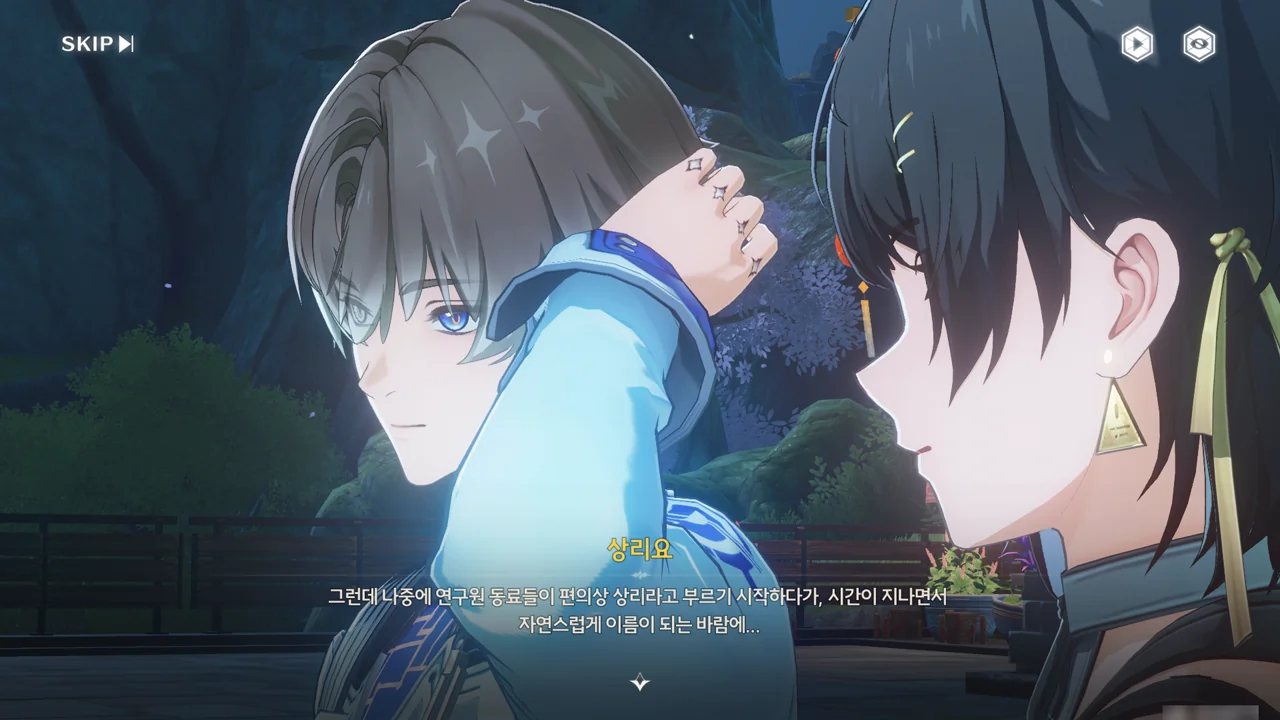 SKIP
상리요
그런데 나중에 연구원 동료들이 편의상 상리라고 부르기 시작하다가, 시간이 지나면서
자연스럽게 이름이 되는 바람에...